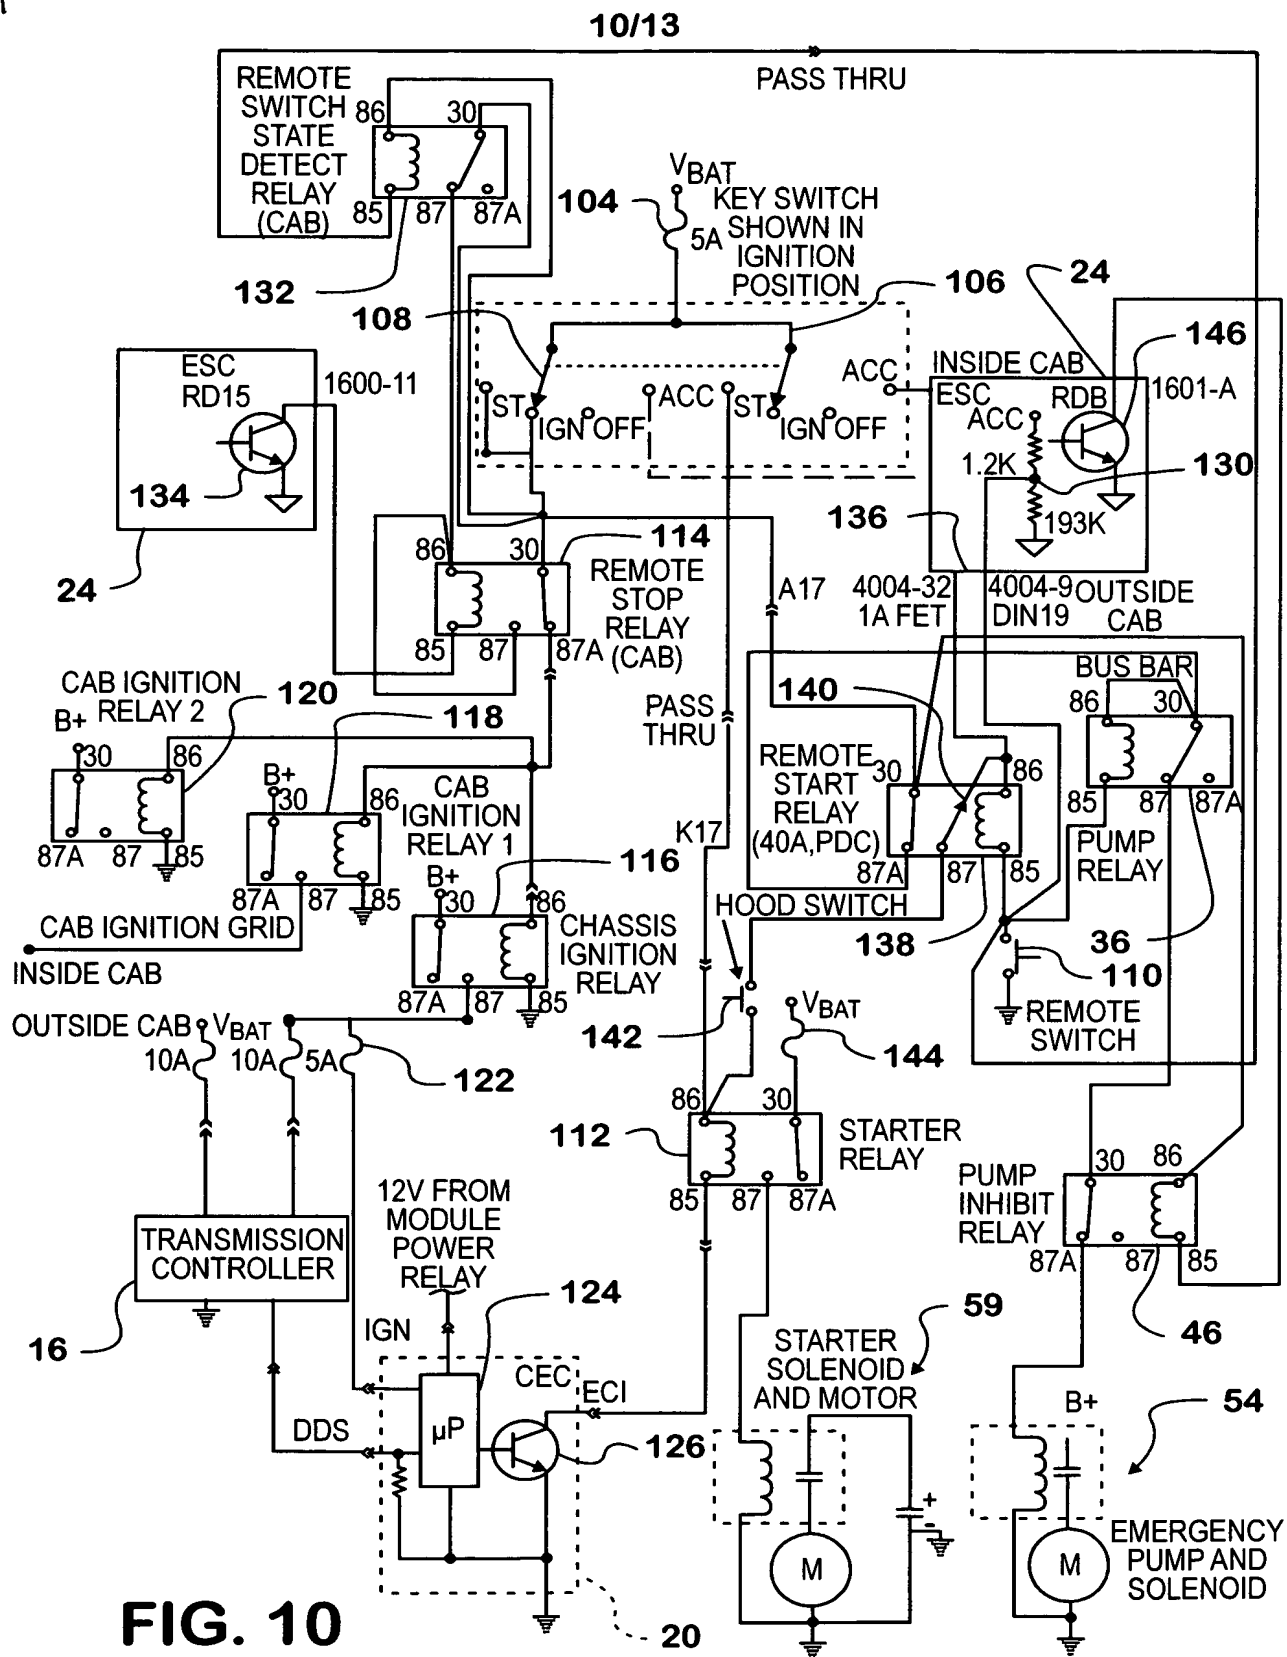 10/13
PASS THRU
REMOTE
SWITCH
STATE
DETECT
RELAY
(CAB)
86
30
85
87
87A
132
VBAT
104
5A
KEY SWITCH
SHOWN IN
IGNITION
POSITION
106
108
24
146
INSIDE CAB
ESC
RD15
1600-11
134
24
ST
IGN
OFF
ACC
ST
IGN
OFF
ACC
ESC
ACC
RDB
1601-A
1.2K
130
193K
136
86
30
114
REMOTE
STOP
RELAY
(CAB)
85
87
87A
A17
4004-32
1A FET
4004-9
DIN19
OUTSIDE
CAB
CAB IGNITION
RELAY 2
120
B+
30
86
87A
87
85
118
B+
30
86
87A
87
85
CAB
IGNITION
RELAY 1
CAB IGNITION GRID
INSIDE CAB
116
B+
30
86
CHASSIS
IGNITION
RELAY
87A
87
85
PASS
THRU
K17
140
REMOTE
START
RELAY
(40A,PDC)
30
86
87A
87
85
138
BUS BAR
86
30
85
87
87A
PUMP
RELAY
36
HOOD SWITCH
110
REMOTE
SWITCH
142
VBAT
144
OUTSIDE CAB
VBAT
10A
10A
5A
122
86
30
112
STARTER
RELAY
85
87
87A
PUMP
INHIBIT
RELAY
30
86
87A
87
85
46
TRANSMISSION
CONTROLLER
16
12V FROM
MODULE
POWER
RELAY
124
IGN
CEC
ECI
DDS
µP
126
20
59
STARTER
SOLENOID
AND MOTOR
+
-
M
B+
54
M
EMERGENCY
PUMP AND
SOLENOID
FIG. 10